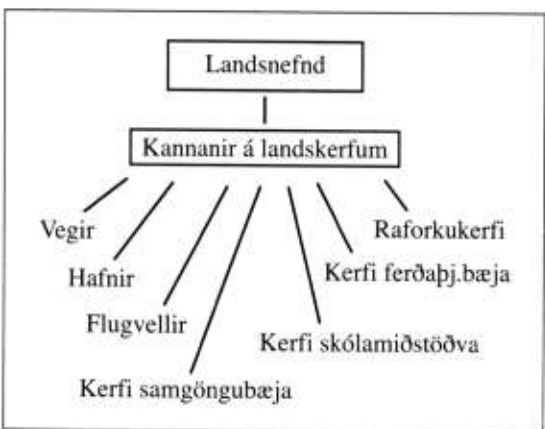 Landsnefnd
Kannanir á landskerfum
Vegir
Raforkukerfi
Hafnir
Kerfi ferðaþj.bæja
Flugvellir
Kerfi skólamiðstöðva
Kerfi samgöngubæja